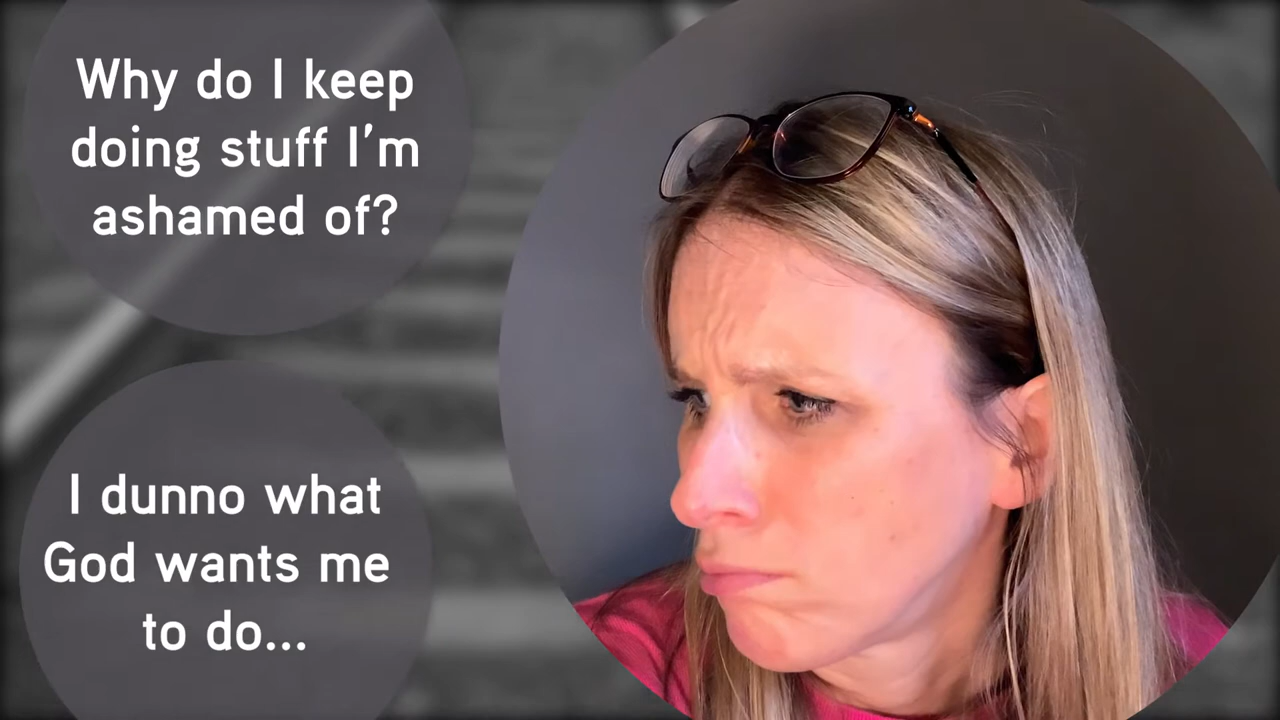 Why do I keep
doing stuff I'm
ashamed of?
I dunno what
God wants me
to do...